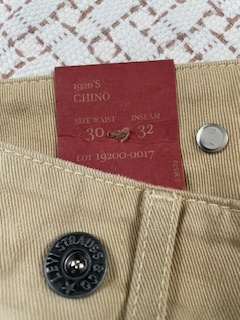 1920'S
CHINO
SIZE WAIST INSEAM
30 32
LOT 19200-0017
LEVI STRAUSS & CO.